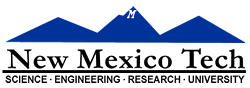 M
New Mexico Tech
SCIENCE · ENGINEERING · RESEARCH · UNIVERSITY